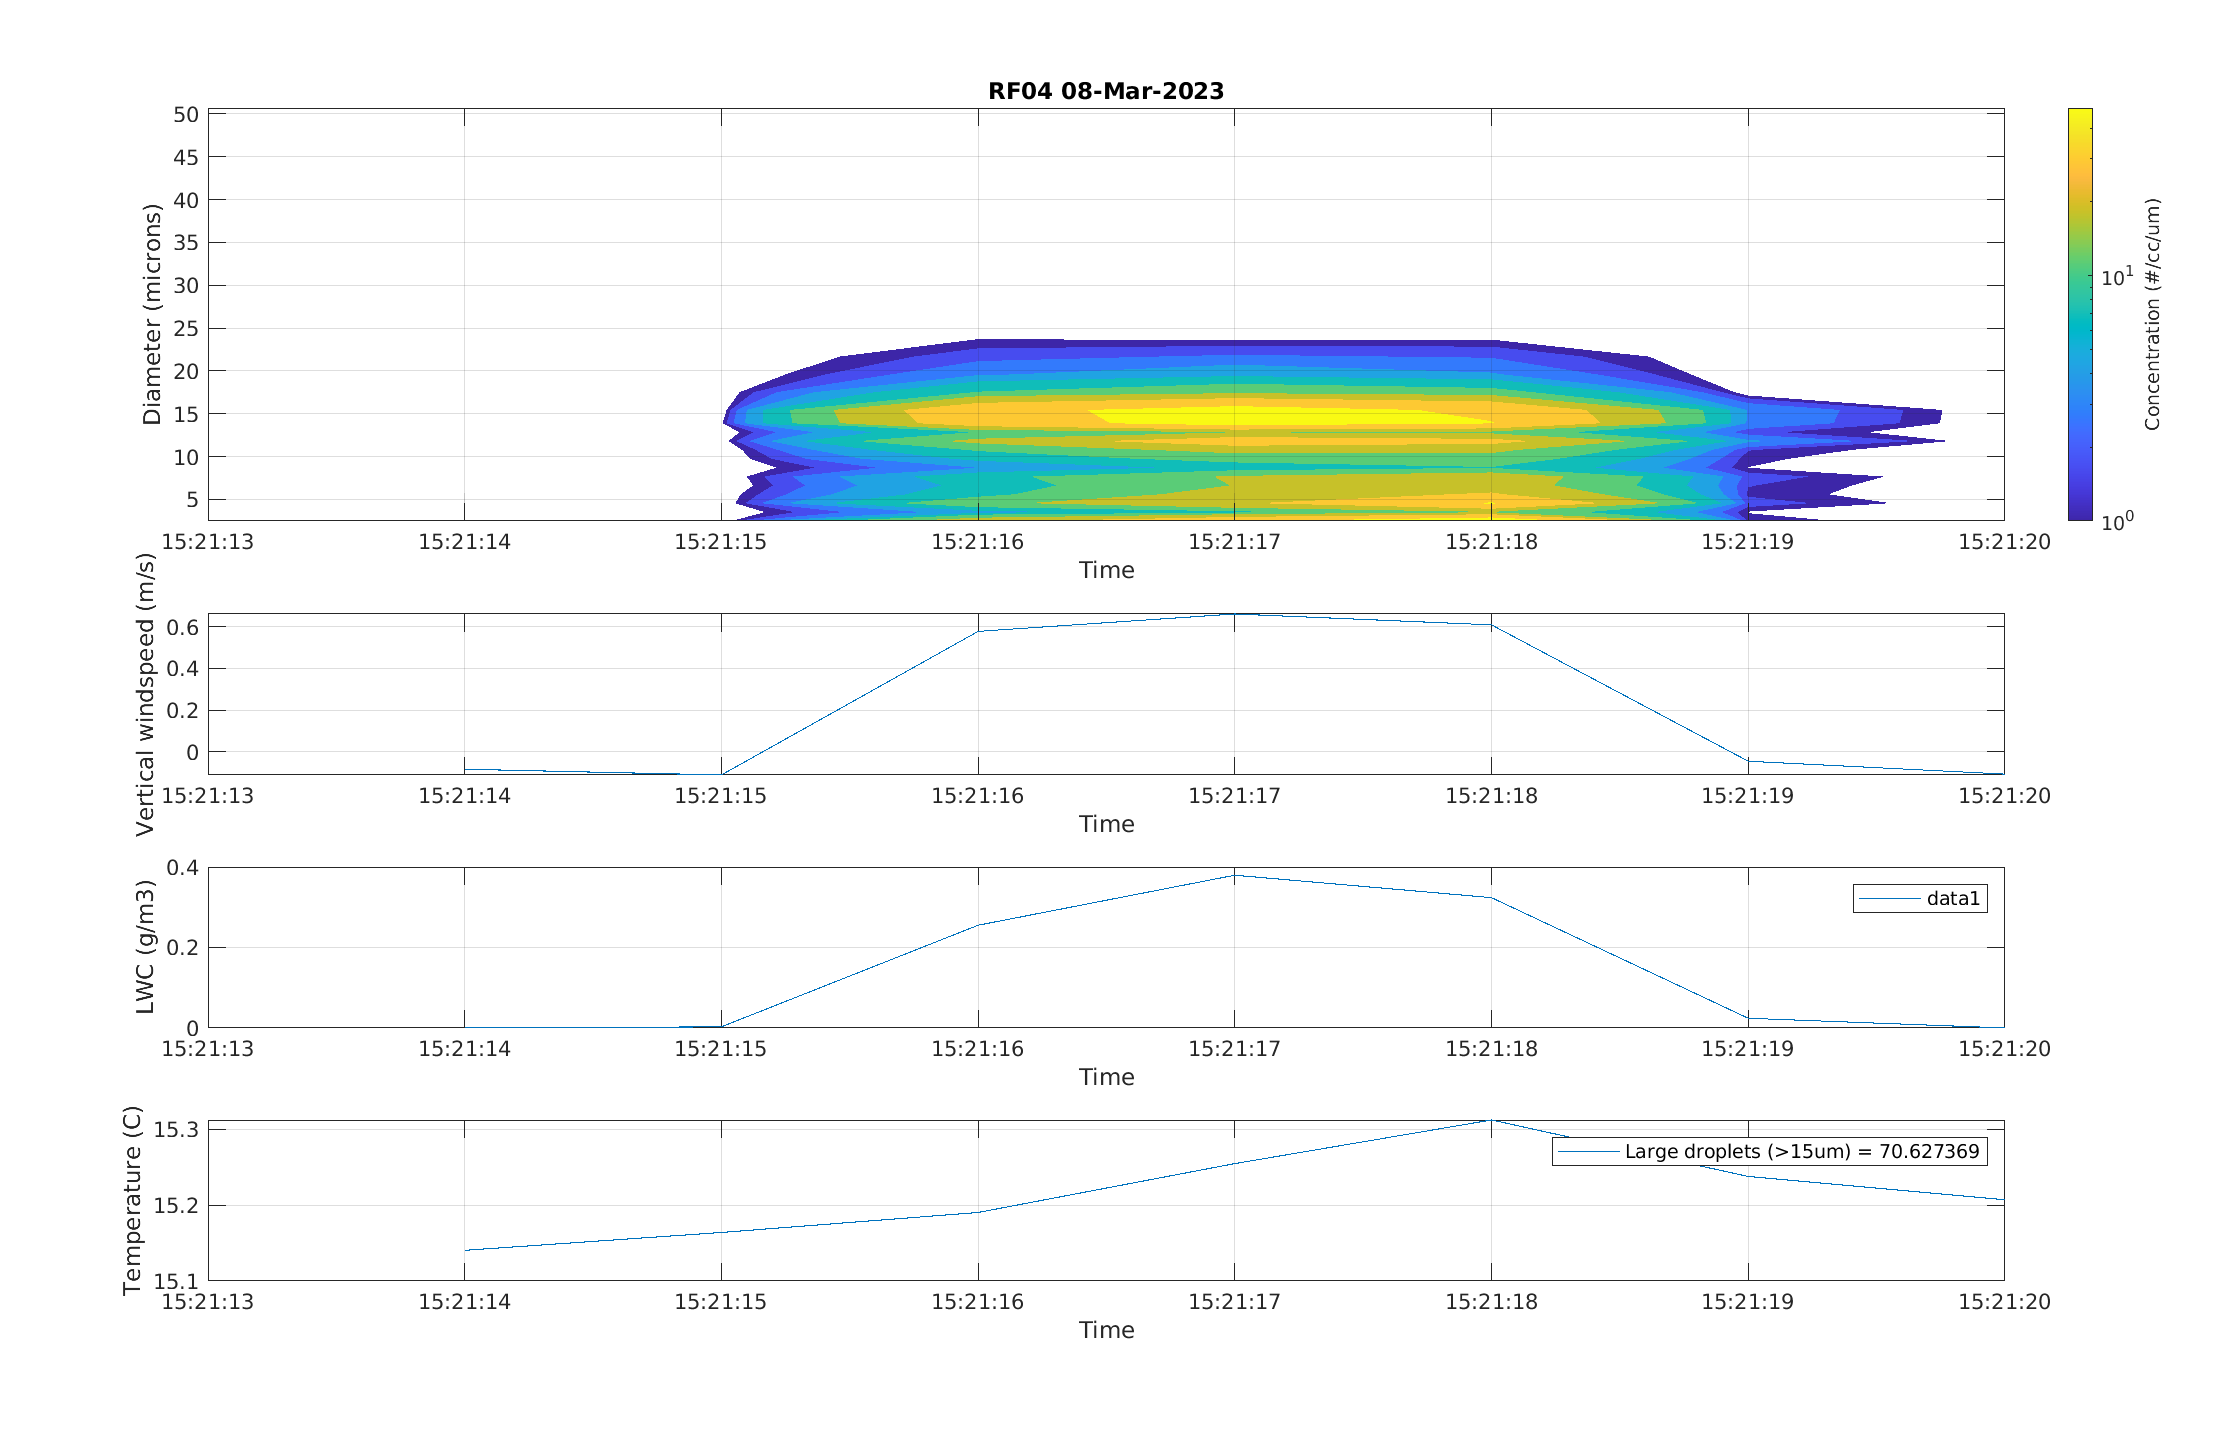 RF04 08-Mar-2023
50
45
40
35
30
25
20
15
10
5
Diameter (microns)
15:21:13 15:21:14 15:21:15 15:21:16 15:21:17 15:21:18 15:21:19 15:21:20
Time
10^1
10^0
Concentration (#/cc/um)
0.6
0.4
0.2
0
Vertical windspeed (m/s)
15:21:13 15:21:14 15:21:15 15:21:16 15:21:17 15:21:18 15:21:19 15:21:20
Time
0.4
0.2
0
LWC (g/m3)
data1
15:21:13 15:21:14 15:21:15 15:21:16 15:21:17 15:21:18 15:21:19 15:21:20
Time
15.3
15.2
15.1
Temperature (C)
Large droplets (>15um) = 70.627369
15:21:13 15:21:14 15:21:15 15:21:16 15:21:17 15:21:18 15:21:19 15:21:20
Time